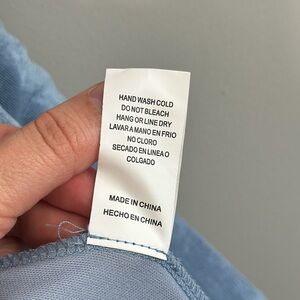 HAND WASH COLD
DO NOT BLEACH
HANG OR LINE DRY
LAVAR A MANO EN FRIO
NO CLORO
SECADO EN LINEA O
COLGADO
MADE IN CHINA
HECHO EN CHINA